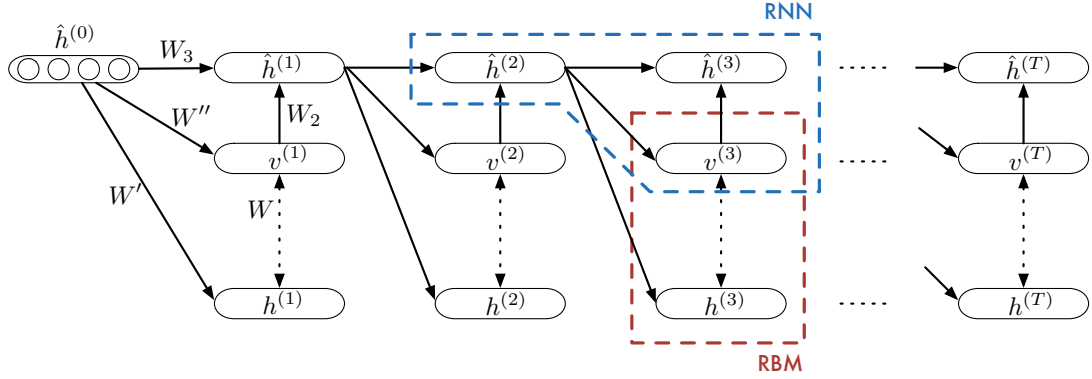 RNN
ĥ⁽⁰⁾
W₃ ĥ⁽¹⁾ ĥ⁽²⁾ ĥ⁽³⁾ ...... ĥ⁽ᵀ⁾
W″ W₂
v⁽¹⁾ v⁽²⁾ v⁽³⁾ ...... v⁽ᵀ⁾
W′ W
h⁽¹⁾ h⁽²⁾ h⁽³⁾ ...... h⁽ᵀ⁾
RBM